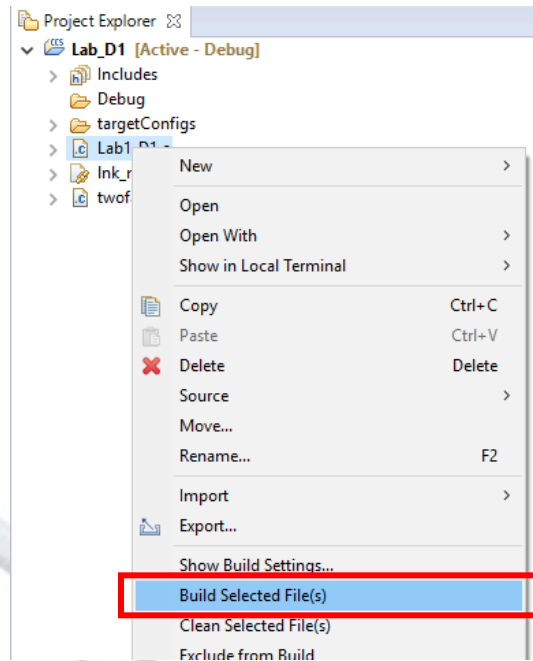 Project Explorer
Lab_D1 [Active - Debug]
Includes
Debug
targetConfigs
Lab1_D1.c
lnk_r
twof
New
Open
Open With
Show in Local Terminal
Copy Ctrl+C
Paste Ctrl+V
Delete Delete
Source
Move...
Rename... F2
Import
Export...
Show Build Settings...
Build Selected File(s)
Clean Selected File(s)
Exclude from Build